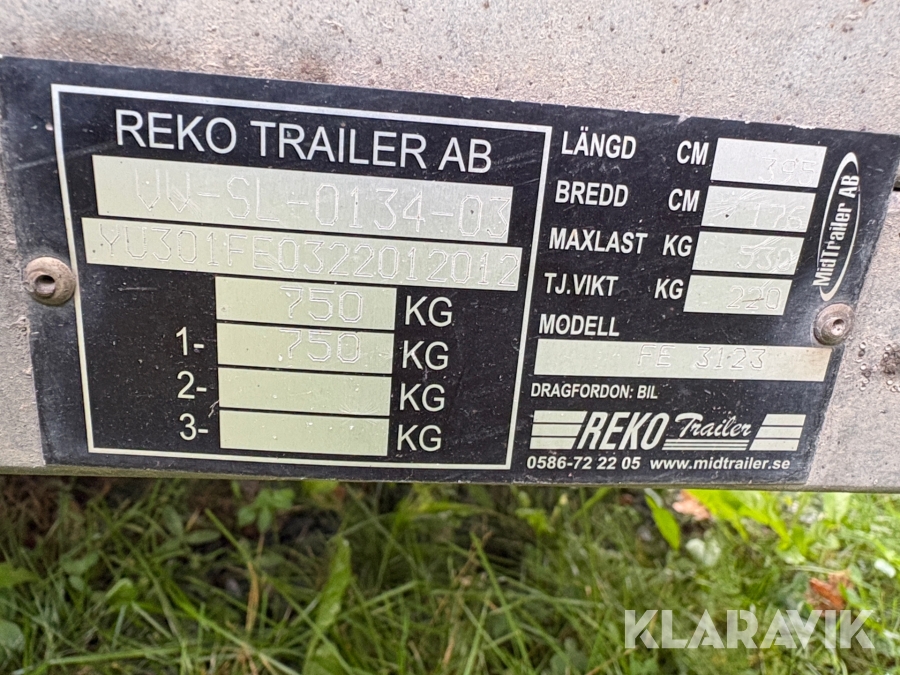 REKO TRAILER AB
VW-SL-0134-03
YU301FE0322012012
750 KG
1- 750 KG
2- KG
3- KG
LÄNGD CM
BREDD CM 176
MAXLAST KG 530
TJ.VIKT KG 220
MODELL
FE 3123
DRAGFORDON: BIL
REKO Trailer
0586-72 22 05 www.midtrailer.se
MidTrailer AB
KLARAVIK